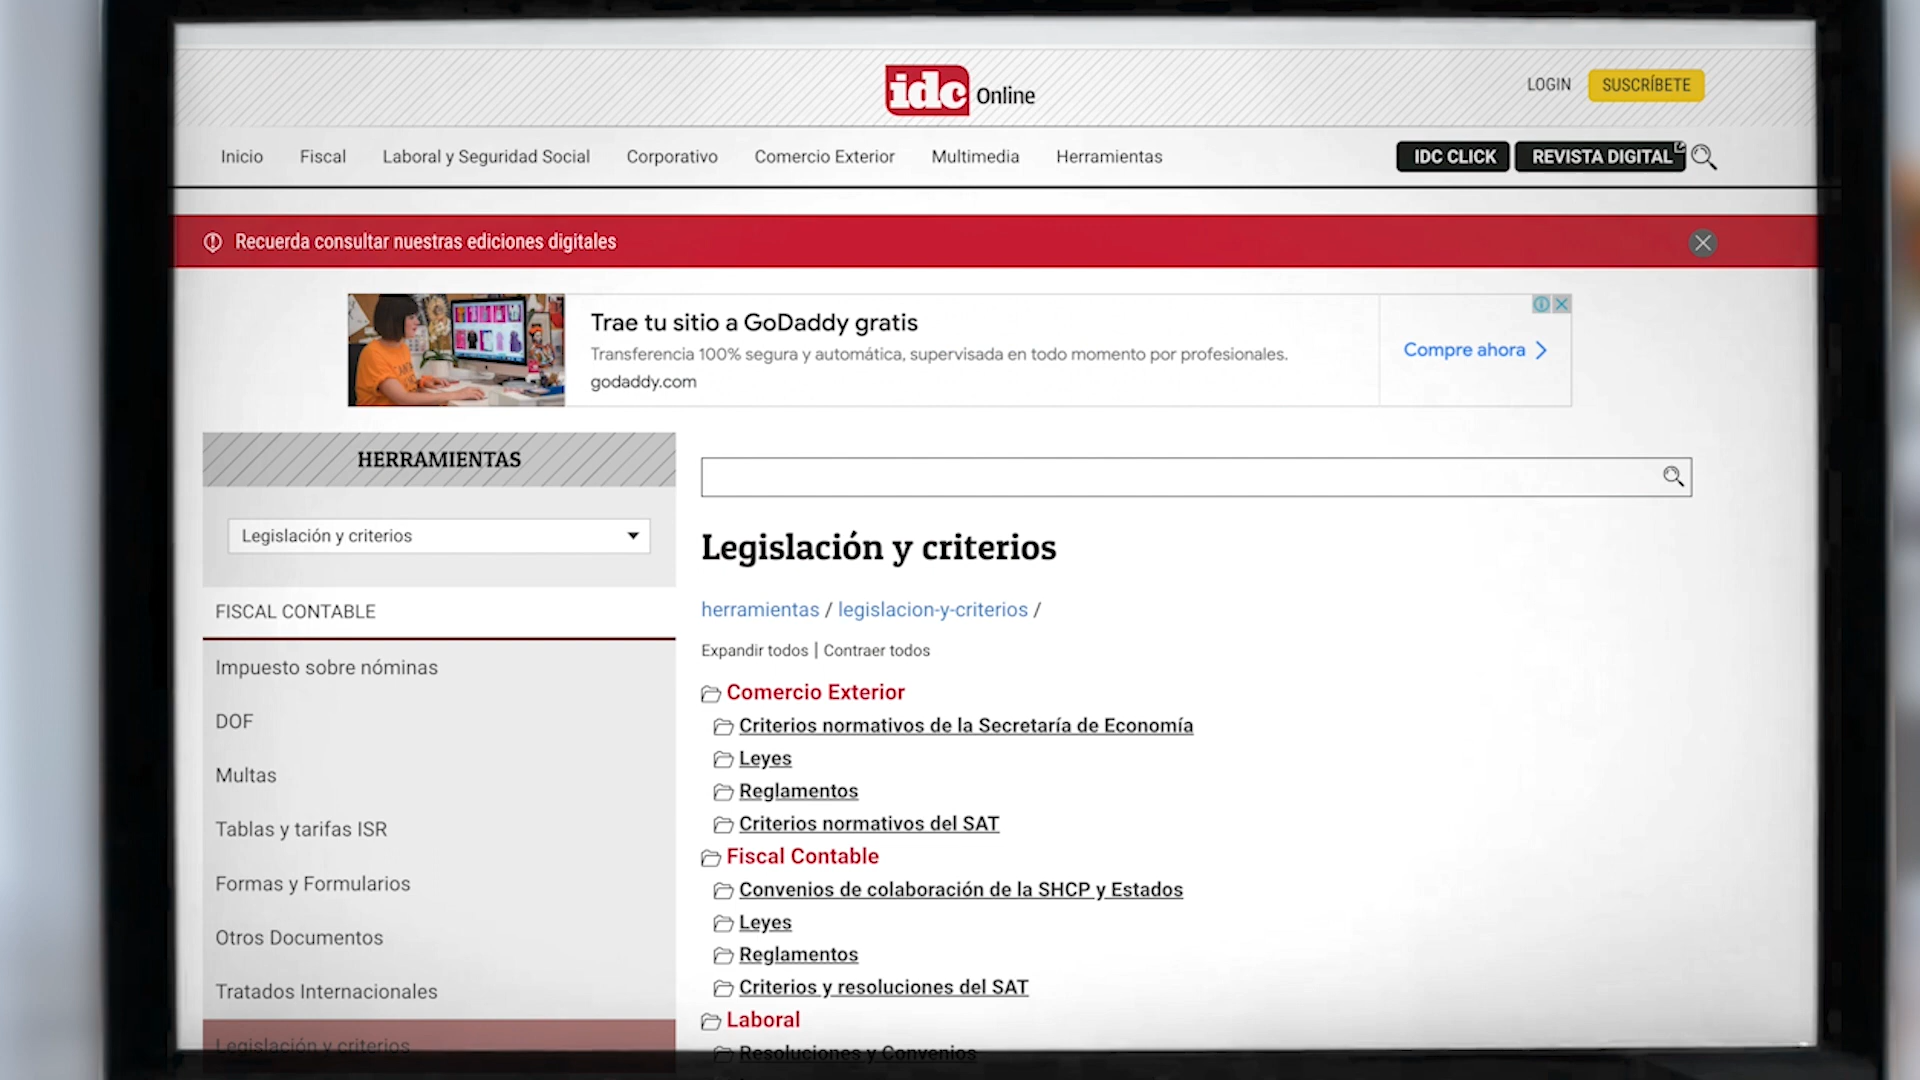 idc Online
LOGIN
SUSCRÍBETE
Inicio
Fiscal
Laboral y Seguridad Social
Corporativo
Comercio Exterior
Multimedia
Herramientas
IDC CLICK
REVISTA DIGITAL
Recuerda consultar nuestras ediciones digitales
Trae tu sitio a GoDaddy gratis
Transferencia 100% segura y automática, supervisada en todo momento por profesionales.
godaddy.com
Compre ahora
HERRAMIENTAS
Legislación y criterios
FISCAL CONTABLE
Impuesto sobre nóminas
DOF
Multas
Tablas y tarifas ISR
Formas y Formularios
Otros Documentos
Tratados Internacionales
Legislación y criterios
Legislación y criterios
herramientas / legislacion-y-criterios /
Expandir todos | Contraer todos
Comercio Exterior
Criterios normativos de la Secretaría de Economía
Leyes
Reglamentos
Criterios normativos del SAT
Fiscal Contable
Convenios de colaboración de la SHCP y Estados
Leyes
Reglamentos
Criterios y resoluciones del SAT
Laboral
Resoluciones y Convenios